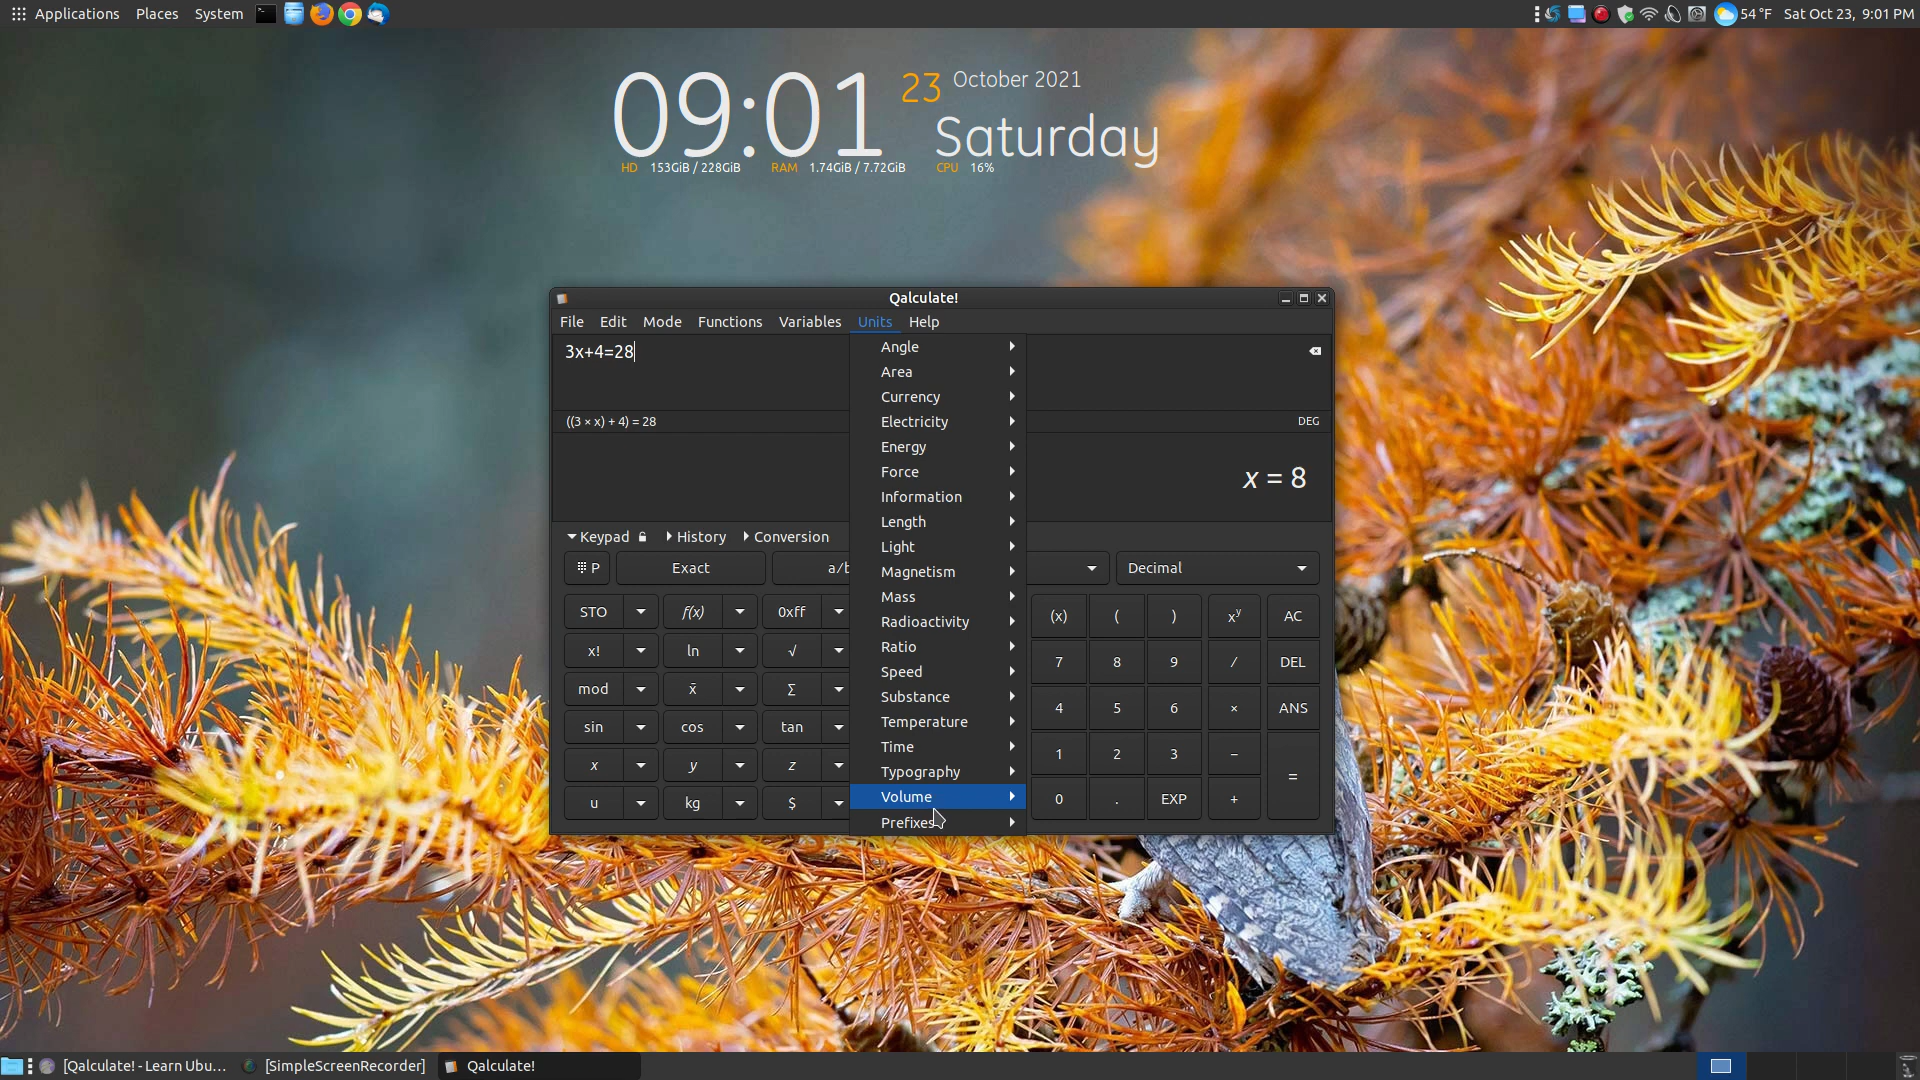 Applications Places System
54 °F Sat Oct 23, 9:01 PM
09:01 23 October 2021
Saturday
HD 153GiB / 228GiB RAM 1.74GiB / 7.72GiB CPU 16%
Qalculate!
File Edit Mode Functions Variables Units Help
3x+4=28
((3 × x) + 4) = 28
DEG
x = 8
Angle
Area
Currency
Electricity
Energy
Force
Information
Length
Light
Magnetism
Mass
Radioactivity
Ratio
Speed
Substance
Temperature
Time
Typography
Volume
Prefixes
Keypad History Conversion
P Exact a/b Decimal
STO f(x) 0xff (x) ( ) xʸ AC
x! ln √ 7 8 9 / DEL
mod x̄ Σ 4 5 6 × ANS
sin cos tan 1 2 3 − =
x y z 0 . EXP +
u kg $
[Qalculate! - Learn Ubu... [SimpleScreenRecorder] Qalculate!